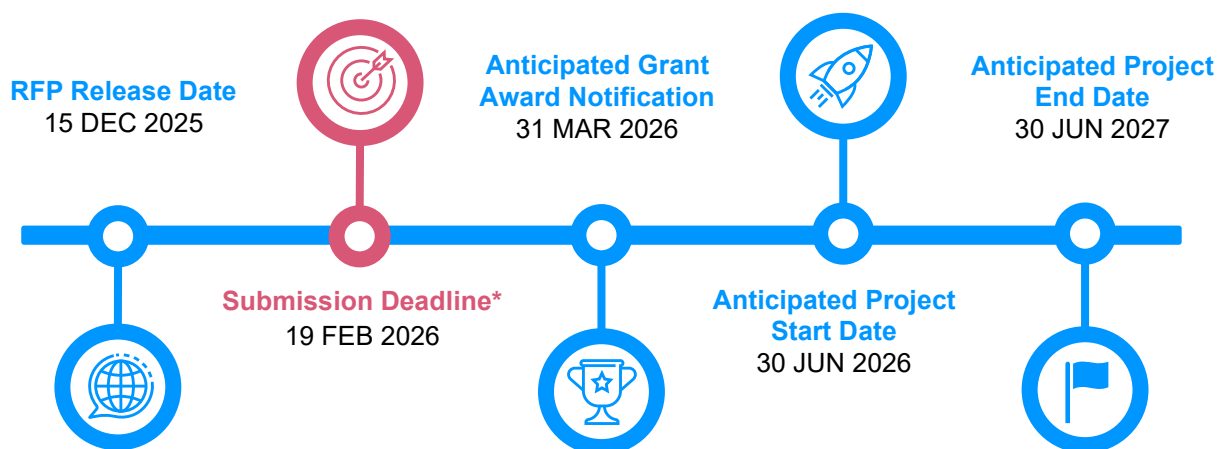 RFP Release Date
15 DEC 2025
Submission Deadline*
19 FEB 2026
Anticipated Grant
Award Notification
31 MAR 2026
Anticipated Project
Start Date
30 JUN 2026
Anticipated Project
End Date
30 JUN 2027